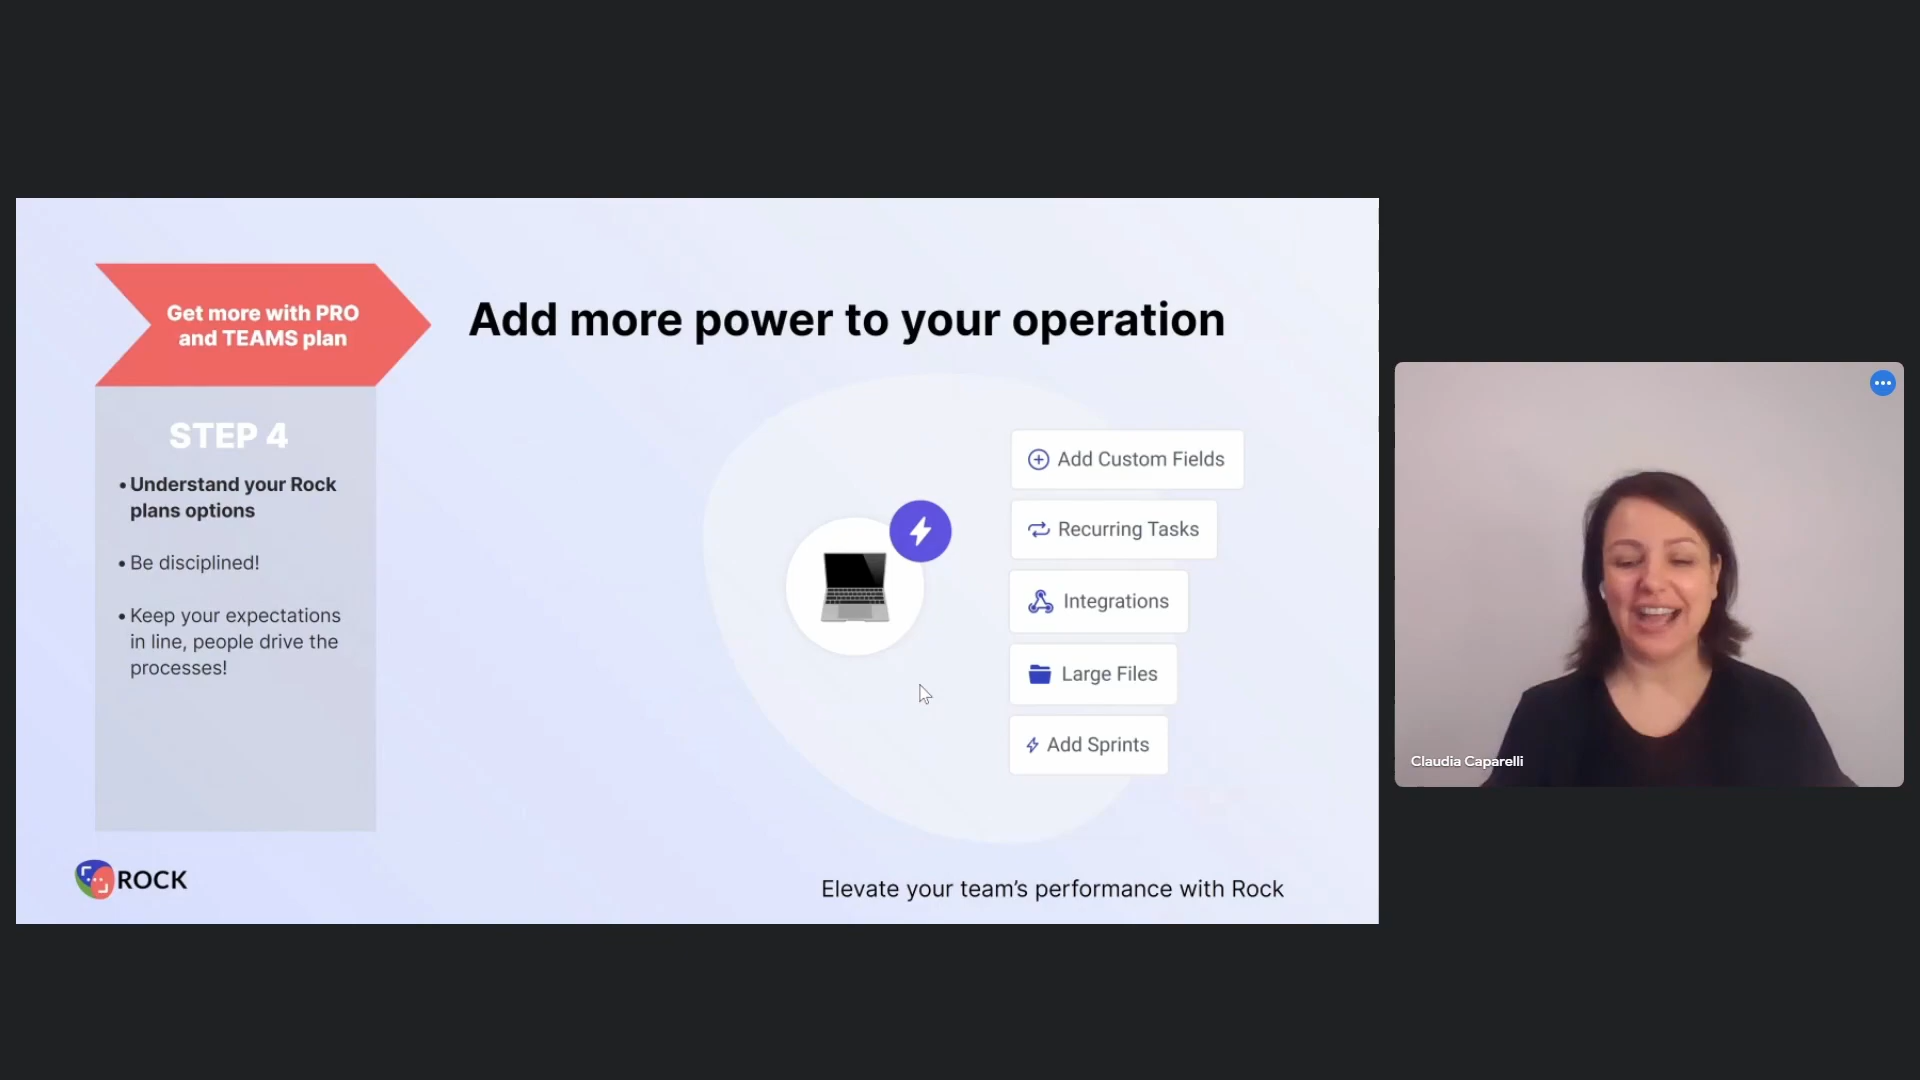 Get more with PRO
and TEAMS plan
Add more power to your operation
STEP 4
• Understand your Rock
plans options
• Be disciplined!
• Keep your expectations
in line, people drive the
processes!
Add Custom Fields
Recurring Tasks
Integrations
Large Files
Add Sprints
ROCK
Elevate your team's performance with Rock
Claudia Caparelli